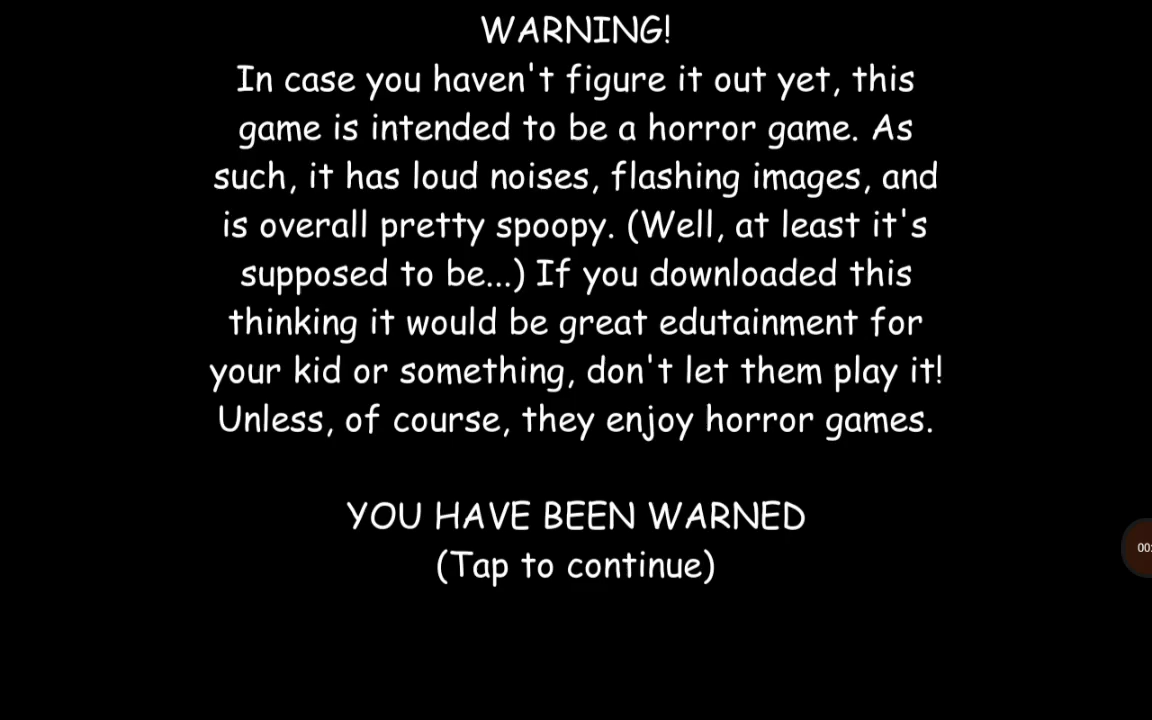 WARNING!
In case you haven't figure it out yet, this
game is intended to be a horror game. As
such, it has loud noises, flashing images, and
is overall pretty spoopy. (Well, at least it's
supposed to be...) If you downloaded this
thinking it would be great edutainment for
your kid or something, don't let them play it!
Unless, of course, they enjoy horror games.
YOU HAVE BEEN WARNED
(Tap to continue)
00: